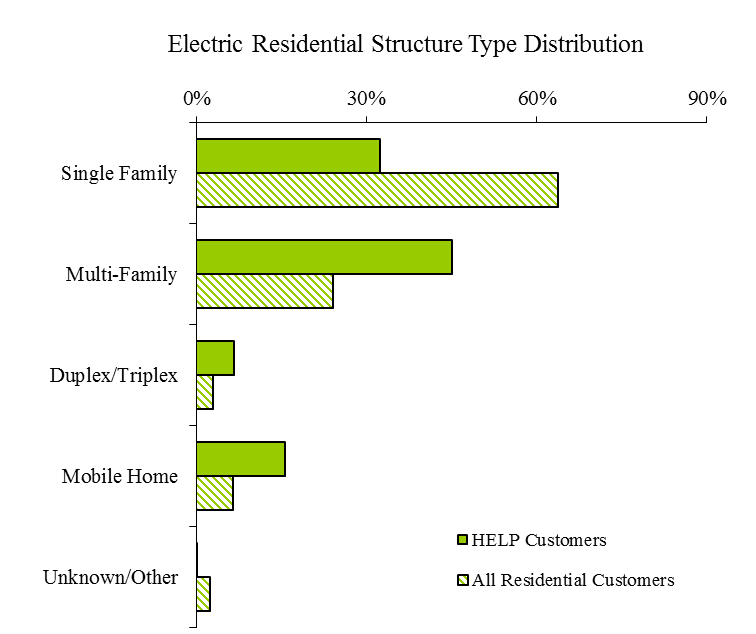 Electric Residential Structure Type Distribution
0% 30% 60% 90%
Single Family
Multi-Family
Duplex/Triplex
Mobile Home
HELP Customers
Unknown/Other
All Residential Customers